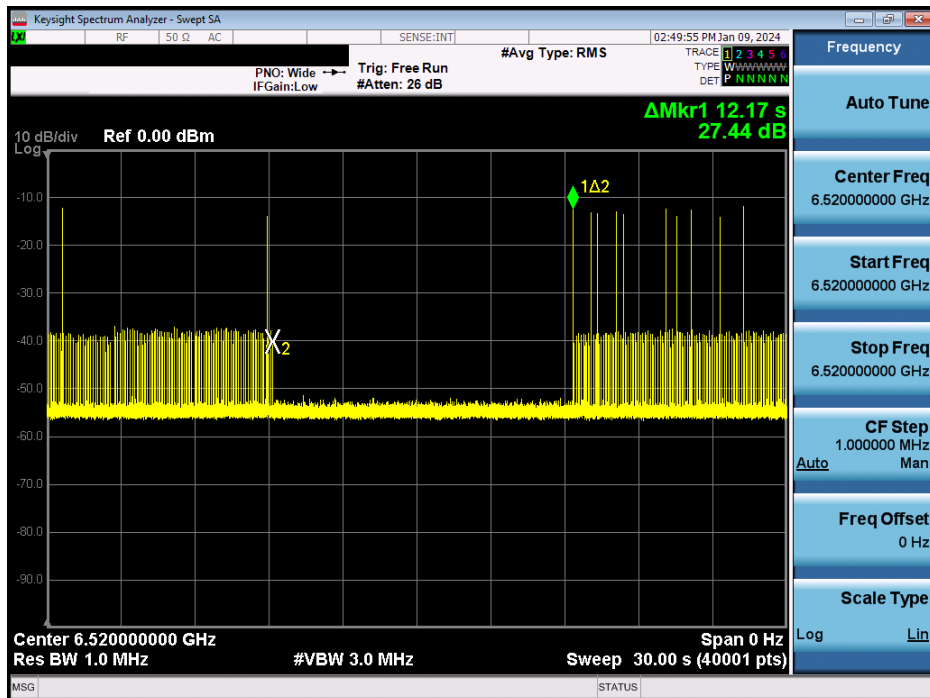 Keysight Spectrum Analyzer - Swept SA
LXI
RF
50 Ω
AC
SENSE:INT
02:49:55 PM Jan 09, 2024
Frequency
#Avg Type: RMS
TRACE 1 2 3 4 5 6
PNO: Wide
Trig: Free Run
TYPE WWWWWW
IFGain:Low
#Atten: 26 dB
DET P N N N N N
Auto Tune
ΔMkr1 12.17 s
27.44 dB
10 dB/div
Ref 0.00 dBm
Log
Center Freq
6.520000000 GHz
1Δ2
-10.0
-20.0
Start Freq
6.520000000 GHz
-30.0
-40.0
2
Stop Freq
6.520000000 GHz
-50.0
CF Step
1.000000 MHz
Auto Man
-60.0
-70.0
Freq Offset
0 Hz
-80.0
-90.0
Scale Type
Log Lin
Center 6.520000000 GHz
Span 0 Hz
Res BW 1.0 MHz
#VBW 3.0 MHz
Sweep 30.00 s (40001 pts)
MSG
STATUS